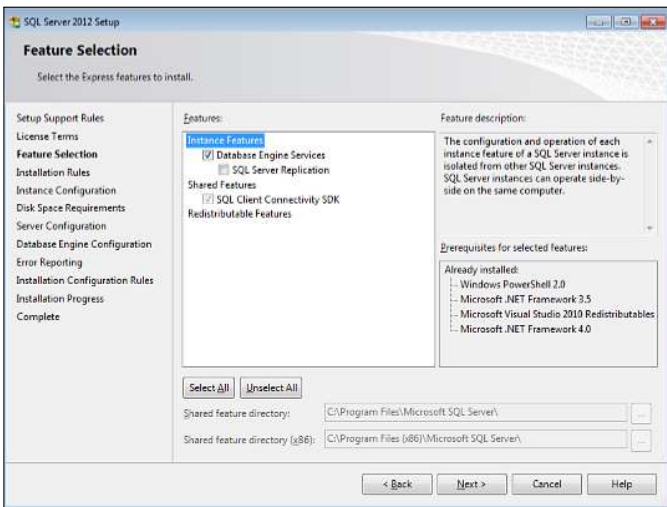 SQL Server 2012 Setup
Feature Selection
Select the Express features to install.
Setup Support Rules
License Terms
Feature Selection
Installation Rules
Instance Configuration
Disk Space Requirements
Server Configuration
Database Engine Configuration
Error Reporting
Installation Configuration Rules
Installation Progress
Complete
Features:
Instance Features
Database Engine Services
SQL Server Replication
Shared Features
SQL Client Connectivity SDK
Redistributable Features
Feature description:
The configuration and operation of each
instance feature of a SQL Server instance is
isolated from other SQL Server instances.
SQL Server instances can operate side-by-
side on the same computer.
Prerequisites for selected features:
Already installed:
Windows PowerShell 2.0
Microsoft .NET Framework 3.5
Microsoft Visual Studio 2010 Redistributables
Microsoft .NET Framework 4.0
Select All
Unselect All
Shared feature directory:
C:\Program Files\Microsoft SQL Server\
...
Shared feature directory (x86):
C:\Program Files (x86)\Microsoft SQL Server\
...
< Back
Next >
Cancel
Help